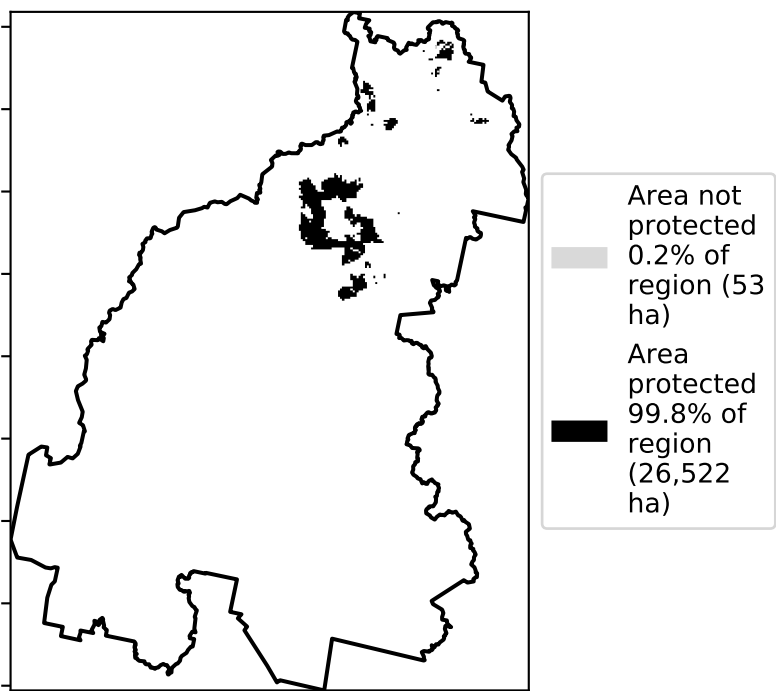 Area not
protected
0.2% of
region (53
ha)
Area
protected
99.8% of
region
(26,522
ha)